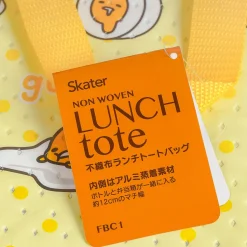 Skater
NON WOVEN
LUNCH
tote
不織布ランチトートバッグ
内側はアルミ蒸着素材
ボトルと弁当箱が一緒に入る
約12cmのマチ幅
FBC1
gu